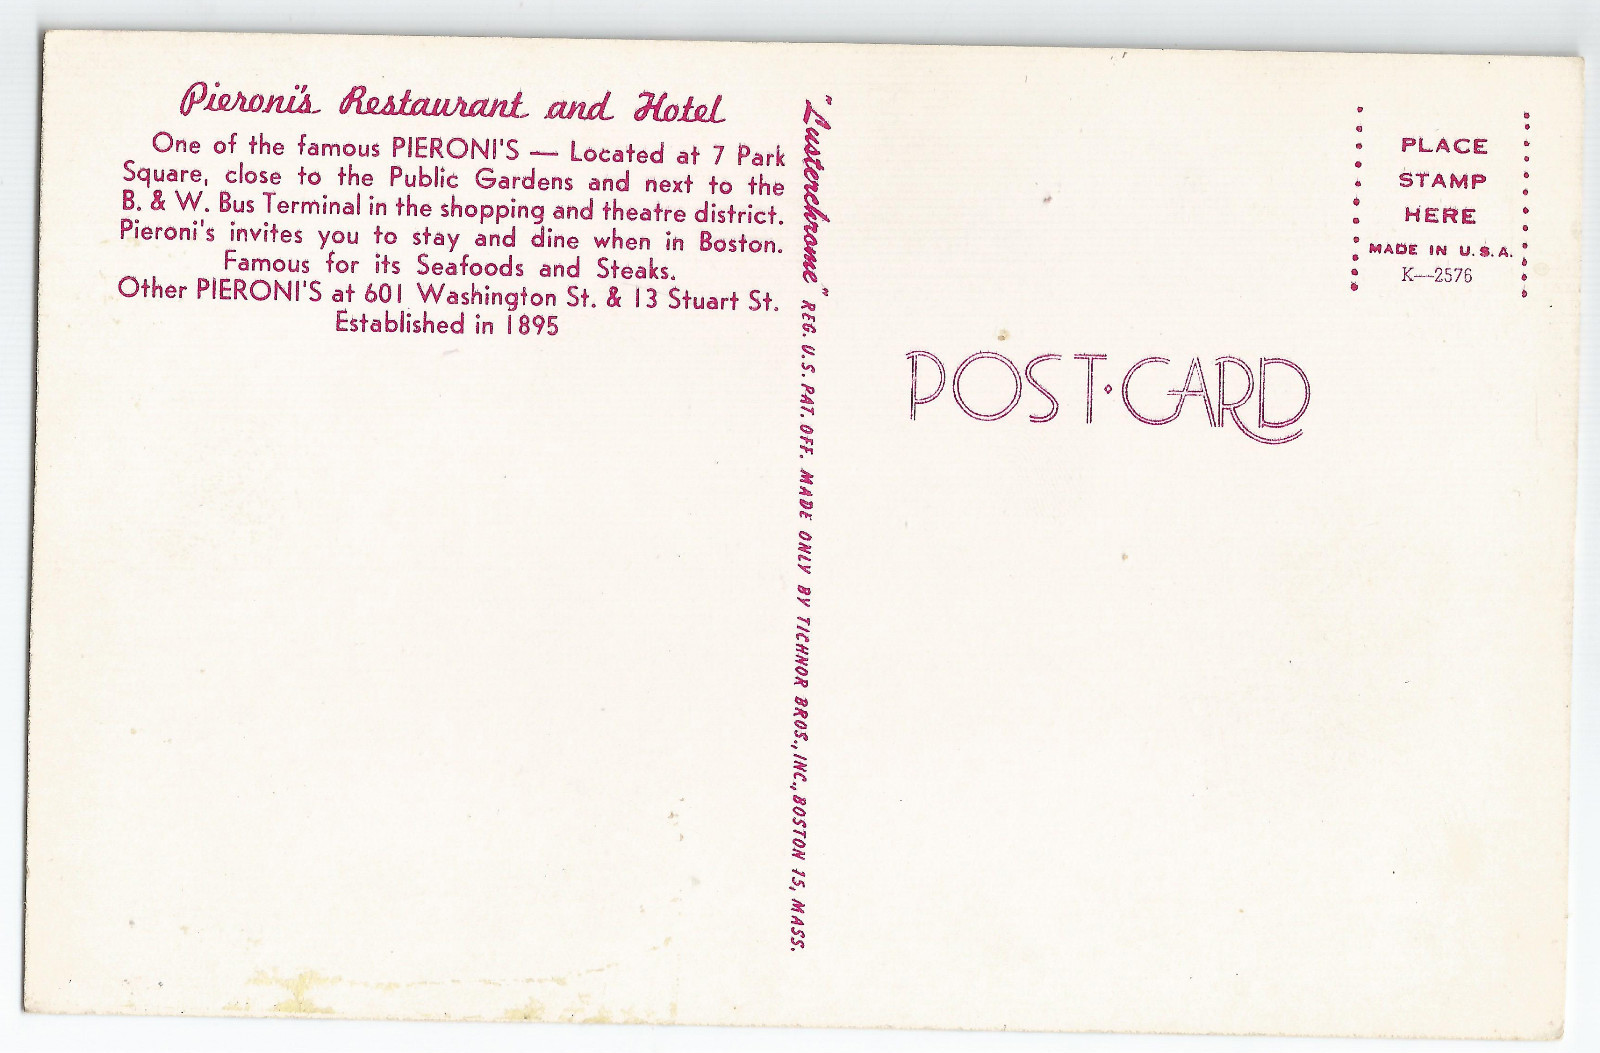 Pieroni's Restaurant and Hotel
One of the famous PIERONI'S — Located at 7 Park
Square, close to the Public Gardens and next to the
B. & W. Bus Terminal in the shopping and theatre district.
Pieroni's invites you to stay and dine when in Boston.
Famous for its Seafoods and Steaks.
Other PIERONI'S at 601 Washington St. & 13 Stuart St.
Established in 1895
"Lusterchrome" REG. U.S. PAT. OFF. MADE ONLY BY TICHNOR BROS., INC., BOSTON 15, MASS.
PLACE
STAMP
HERE
MADE IN U.S.A.
K—2576
POST·CARD